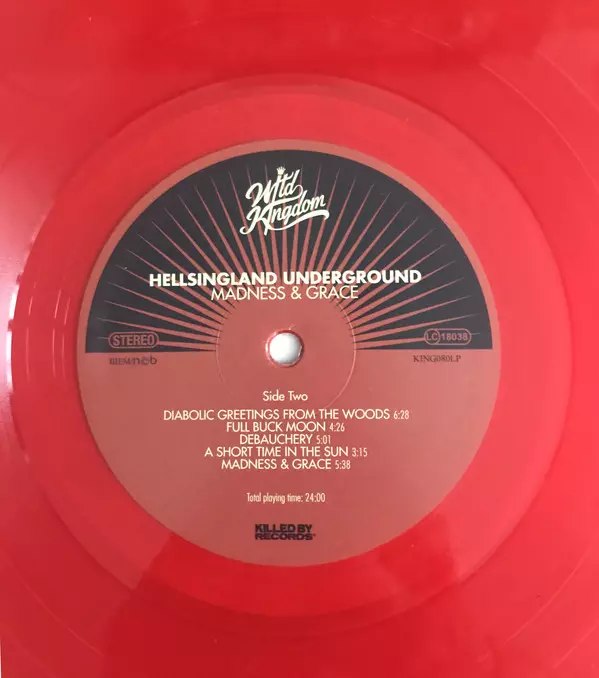 Wild
Kingdom
HELLSINGLAND UNDERGROUND
MADNESS & GRACE
STEREO
LC 18038
BIEM/n©b
KING080LP
Side Two
DIABOLIC GREETINGS FROM THE WOODS 6:28
FULL BUCK MOON 4:26
DEBAUCHERY 5:01
A SHORT TIME IN THE SUN 3:15
MADNESS & GRACE 5:38
Total playing time: 24:00
KILLED BY
RECORDS